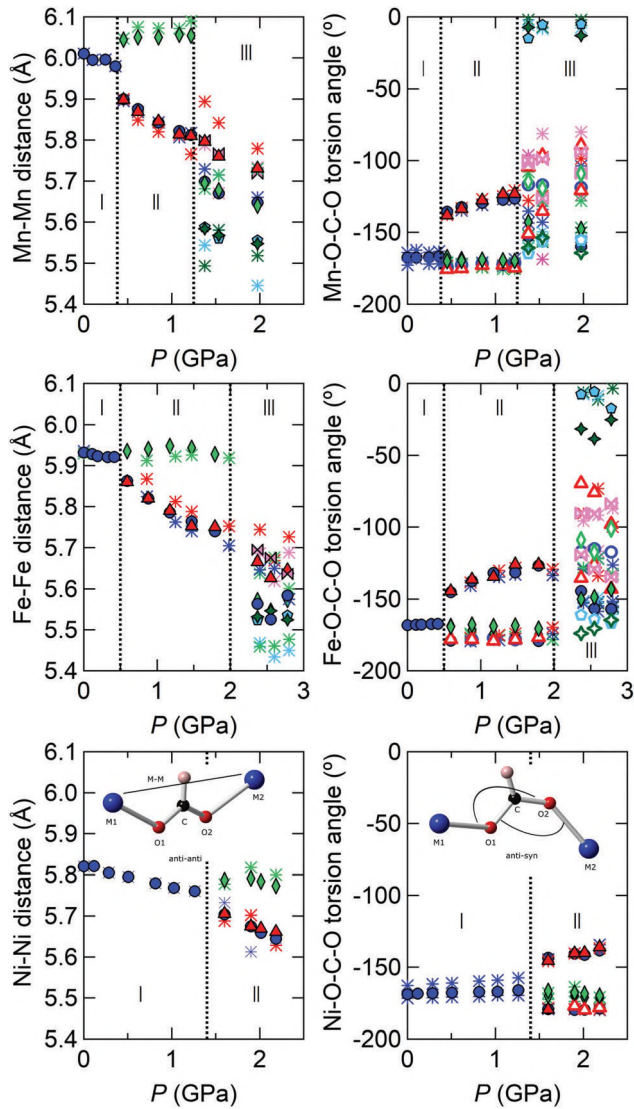 6.1
6.0
5.9
5.8
5.7
5.6
5.5
5.4
Mn-Mn distance (Å)
I
II
III
0
1
2
P (GPa)
0
-50
-100
-150
-200
Mn-O-C-O torsion angle (º)
I
II
III
0
1
2
P (GPa)
6.1
6.0
5.9
5.8
5.7
5.6
5.5
5.4
Fe-Fe distance (Å)
I
II
III
0
1
2
3
P (GPa)
0
-50
-100
-150
-200
Fe-O-C-O torsion angle (º)
I
II
III
0
1
2
3
P (GPa)
6.1
6.0
5.9
5.8
5.7
5.6
5.5
5.4
Ni-Ni distance (Å)
M-M
M1
M2
O1
C
O2
anti-anti
I
II
0
1
2
P (GPa)
0
-50
-100
-150
-200
Ni-O-C-O torsion angle (º)
M1
O1
C
O2
M2
anti-syn
I
II
0
1
2
P (GPa)